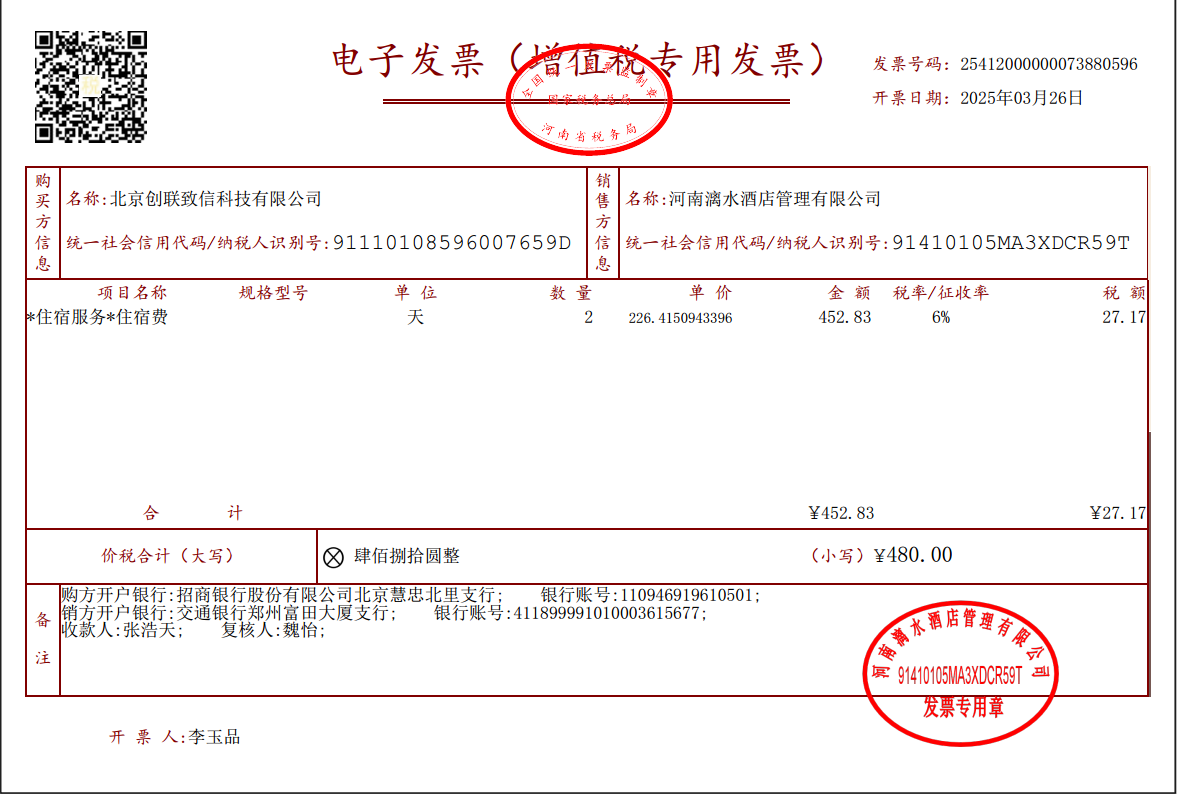 电子发票（增值税专用发票）
全国统一发票监制章
国家税务总局
河南省税务局
发票号码：25412000000073880596
开票日期：2025年03月26日
购买方信息
名称:北京创联致信科技有限公司
统一社会信用代码/纳税人识别号:91110108596007659D
销售方信息
名称:河南漓水酒店管理有限公司
统一社会信用代码/纳税人识别号:91410105MA3XDCR59T
项目名称 规格型号 单 位 数 量 单 价 金 额 税率/征收率 税 额
*住宿服务*住宿费 天 2 226.4150943396 452.83 6% 27.17
合 计 ¥452.83 ¥27.17
价税合计（大写） ⊗ 肆佰捌拾圆整 （小写）¥480.00
备注
购方开户银行:招商银行股份有限公司北京慧忠北里支行; 银行账号:110946919610501;
销方开户银行:交通银行郑州富田大厦支行; 银行账号:411899991010003615677;
收款人:张浩天; 复核人:魏怡;
河南漓水酒店管理有限公司
91410105MA3XDCR59T
发票专用章
开 票 人:李玉品